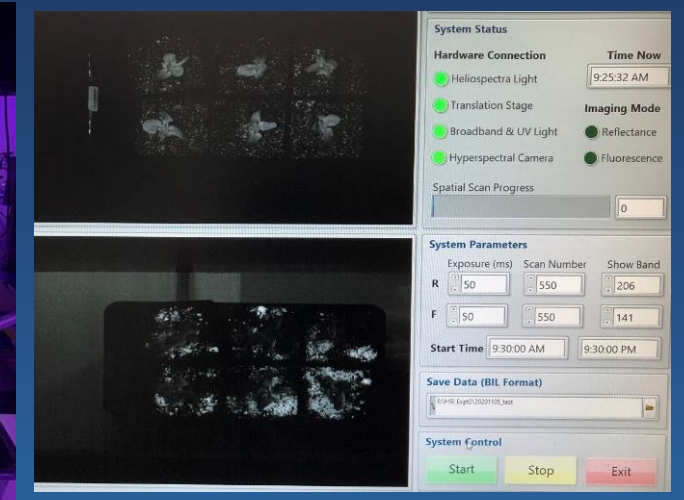 System Status
Hardware Connection
Time Now
Heliospectra Light
9:25:32 AM
Translation Stage
Imaging Mode
Broadband & UV Light
Reflectance
Hyperspectral Camera
Fluorescence
Spatial Scan Progress
0
System Parameters
Exposure (ms) Scan Number Show Band
R 50 550 206
F 50 550 141
Start Time 9:30:00 AM 9:30:00 PM
Save Data (BIL Format)
System Control
Start Stop Exit